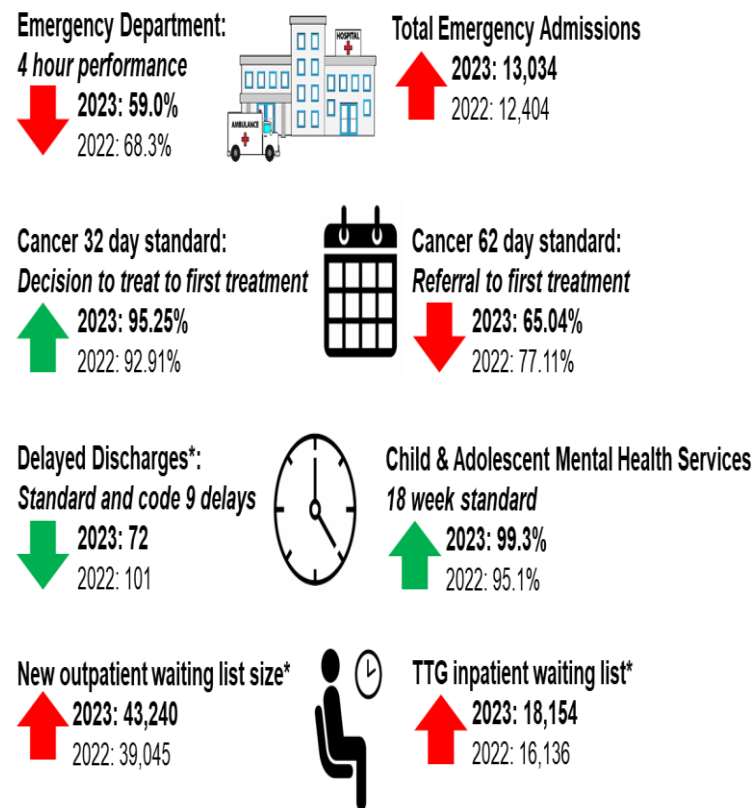 Emergency Department:
4 hour performance
2023: 59.0%
2022: 68.3%
HOSPITAL
AMBULANCE
Total Emergency Admissions
2023: 13,034
2022: 12,404
Cancer 32 day standard:
Decision to treat to first treatment
2023: 95.25%
2022: 92.91%
Cancer 62 day standard:
Referral to first treatment
2023: 65.04%
2022: 77.11%
Delayed Discharges*:
Standard and code 9 delays
2023: 72
2022: 101
Child & Adolescent Mental Health Services
18 week standard
2023: 99.3%
2022: 95.1%
New outpatient waiting list size*
2023: 43,240
2022: 39,045
TTG inpatient waiting list*
2023: 18,154
2022: 16,136